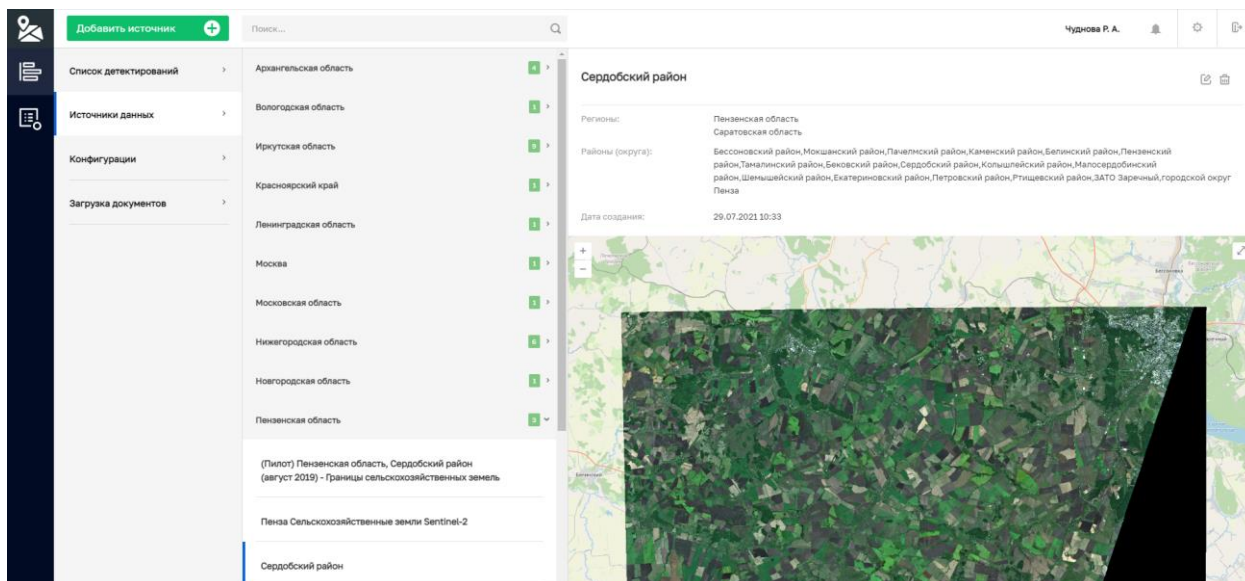 Добавить источник
Поиск...
Чуднова Р. А.
Список детектирований
Источники данных
Конфигурации
Загрузка документов
Архангельская область 4
Вологодская область 1
Иркутская область 9
Красноярский край 1
Ленинградская область 1
Москва 1
Московская область 1
Нижегородская область 6
Новгородская область 1
Пензенская область 3
(Пилот) Пензенская область, Сердобский район
(август 2019) - Границы сельскохозяйственных земель
Пенза Сельскохозяйственные земли Sentinel-2
Сердобский район
Сердобский район
Регионы:
Пензенская область
Саратовская область
Районы (округа):
Бессоновский район,Мокшанский район,Пачелмский район,Каменский район,Белинский район,Пензенский
район,Тамалинский район,Бековский район,Сердобский район,Колышлейский район,Малосердобинский
район,Шемышейский район,Екатериновский район,Петровский район,Ртищевский район,ЗАТО Заречный,городской округ
Пенза
Дата создания:
29.07.2021 10:33
+
−
Бессоновка